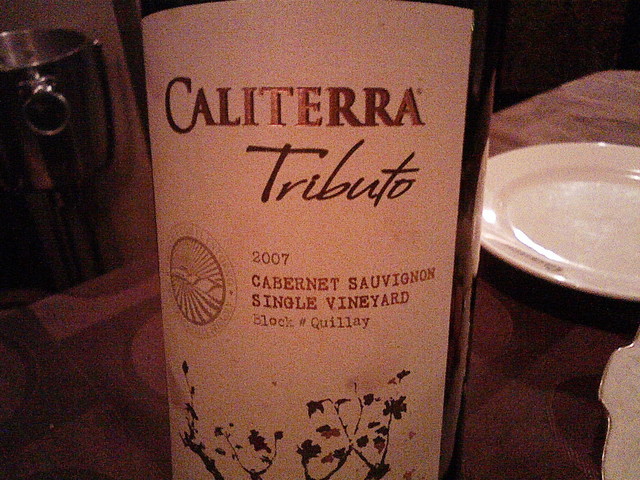 CALITERRA
Tributo
2007
CABERNET SAUVIGNON
SINGLE VINEYARD
Block # Quillay